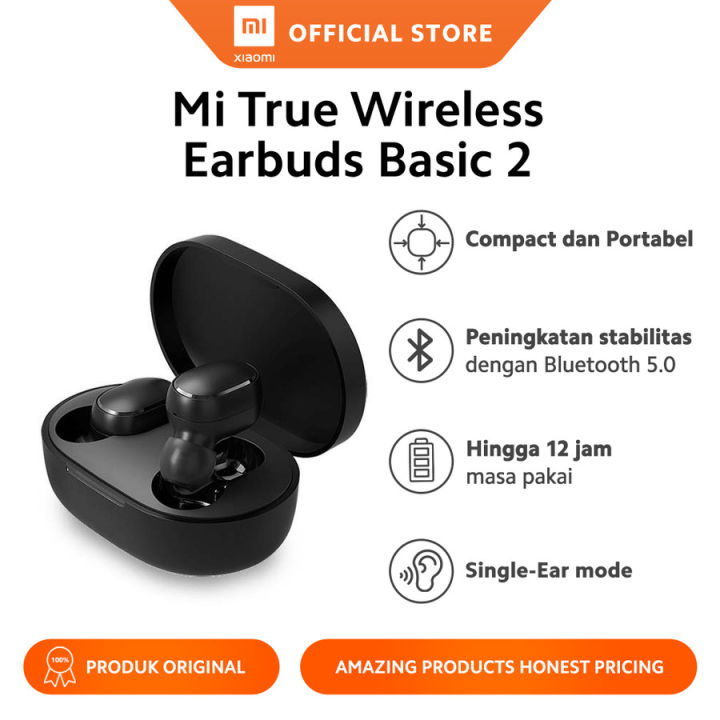 mi
xiaomi
OFFICIAL STORE
Mi True Wireless
Earbuds Basic 2
Compact dan Portabel
Peningkatan stabilitas
dengan Bluetooth 5.0
Hingga 12 jam
masa pakai
Single-Ear mode
100%
PRODUK ORIGINAL
AMAZING PRODUCTS HONEST PRICING